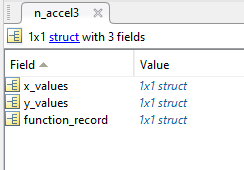 n_accel3
1x1 struct with 3 fields
Field Value
x_values 1x1 struct
y_values 1x1 struct
function_record 1x1 struct